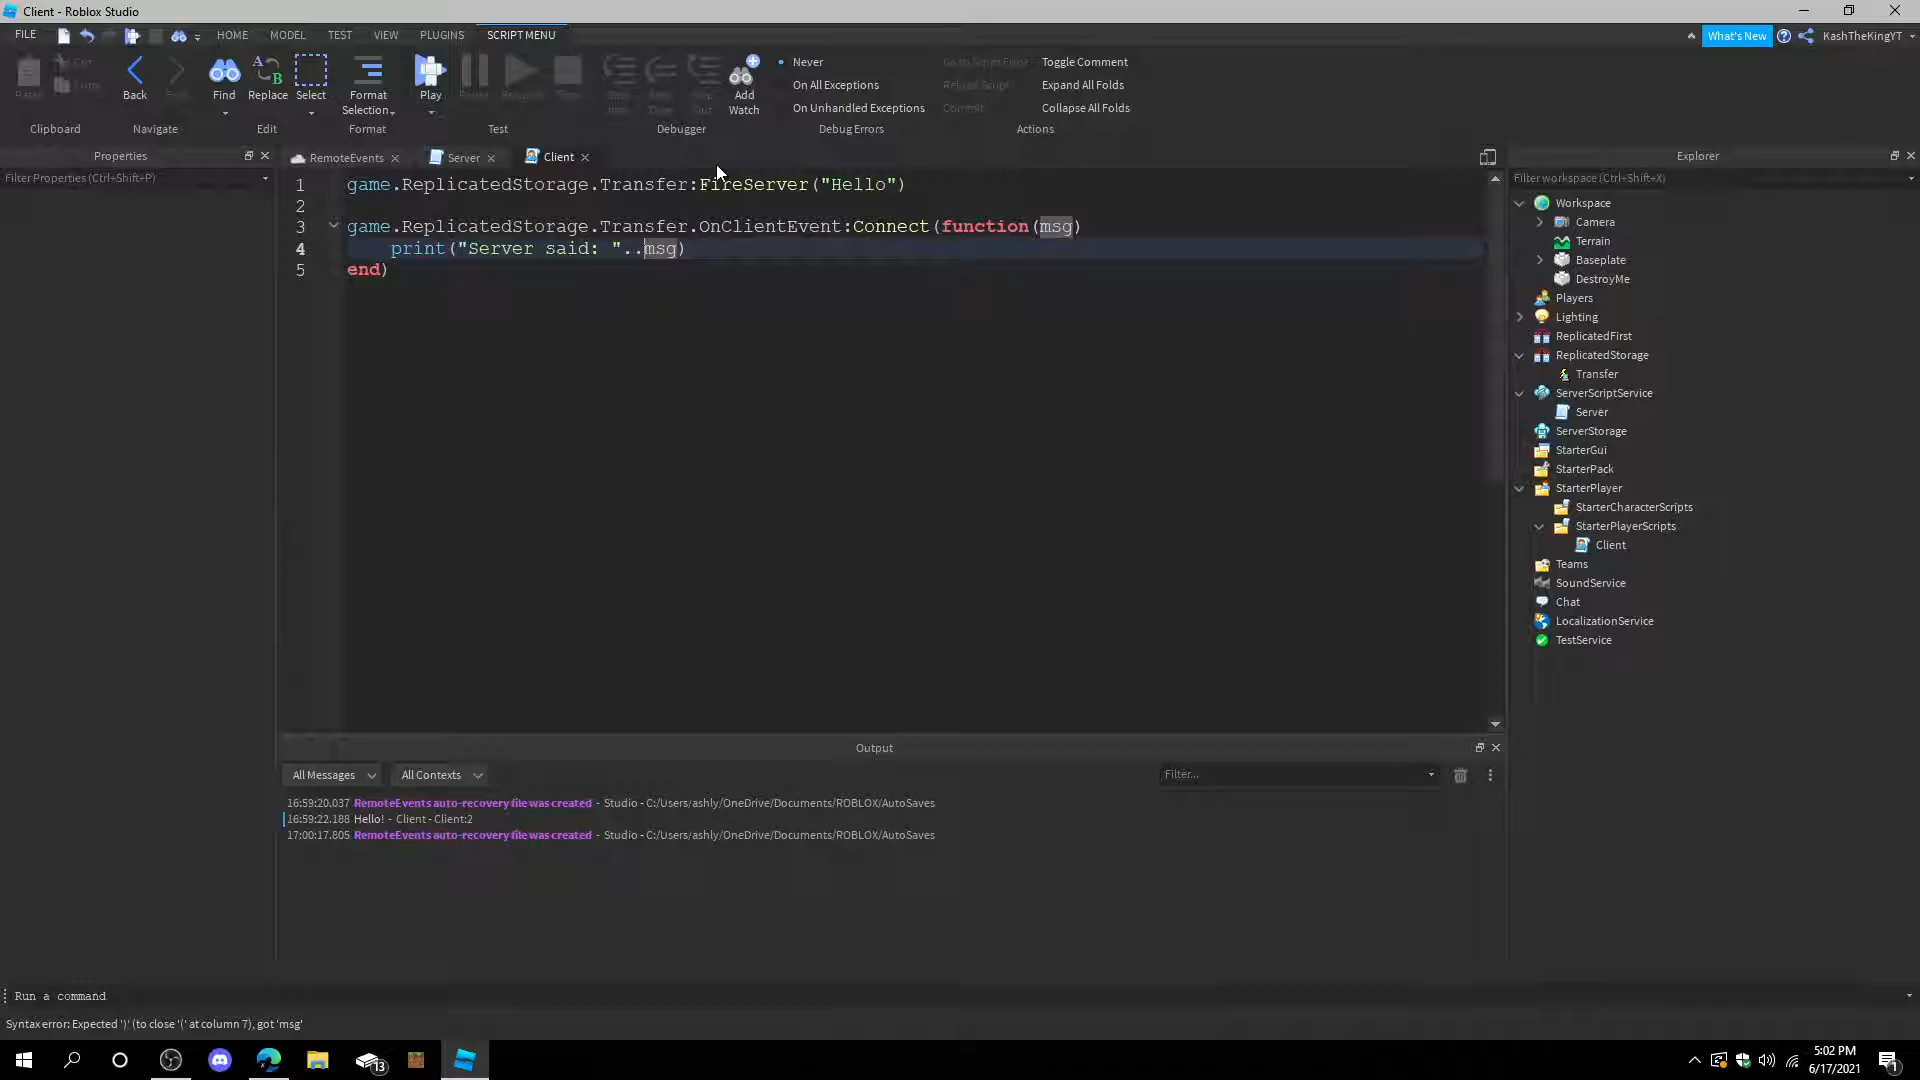 Client - Roblox Studio
FILE HOME MODEL TEST VIEW PLUGINS SCRIPT MENU What's New KashTheKingYT
Back Find Replace Select Format Selection Play Add Watch
Never
On All Exceptions
On Unhandled Exceptions
Go to Script Error
Reload Script
Commit
Toggle Comment
Expand All Folds
Collapse All Folds
Clipboard Navigate Edit Format Test Debugger Debug Errors Actions
Properties
Filter Properties (Ctrl+Shift+P)
RemoteEvents Server Client
1 game.ReplicatedStorage.Transfer:FireServer("Hello")
2
3 game.ReplicatedStorage.Transfer.OnClientEvent:Connect(function(msg)
4 print("Server said: "..msg)
5 end)
Explorer
Filter workspace (Ctrl+Shift+X)
Workspace
Camera
Terrain
Baseplate
DestroyMe
Players
Lighting
ReplicatedFirst
ReplicatedStorage
Transfer
ServerScriptService
Server
ServerStorage
StarterGui
StarterPack
StarterPlayer
StarterCharacterScripts
StarterPlayerScripts
Client
Teams
SoundService
Chat
LocalizationService
TestService
Output
All Messages All Contexts Filter...
16:59:20.037 RemoteEvents auto-recovery file was created - Studio - C:/Users/ashly/OneDrive/Documents/ROBLOX/AutoSaves
16:59:22.188 Hello! - Client - Client:2
17:00:17.805 RemoteEvents auto-recovery file was created - Studio - C:/Users/ashly/OneDrive/Documents/ROBLOX/AutoSaves
Run a command
Syntax error: Expected ')' (to close '(' at column 7), got 'msg'
13
5:02 PM
6/17/2021
1